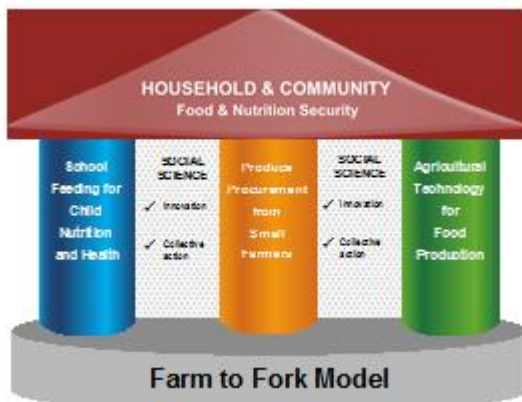 HOUSEHOLD & COMMUNITY
Food & Nutrition Security
School
Feeding for
Child
Nutrition
and Health
SOCIAL
SCIENCE
✓ Innovation
✓ Collective
action
Produce
Procurement
from
Small
Farmers
SOCIAL
SCIENCE
✓ Innovation
✓ Collective
action
Agricultural
Technology
for
Food
Production
Farm to Fork Model